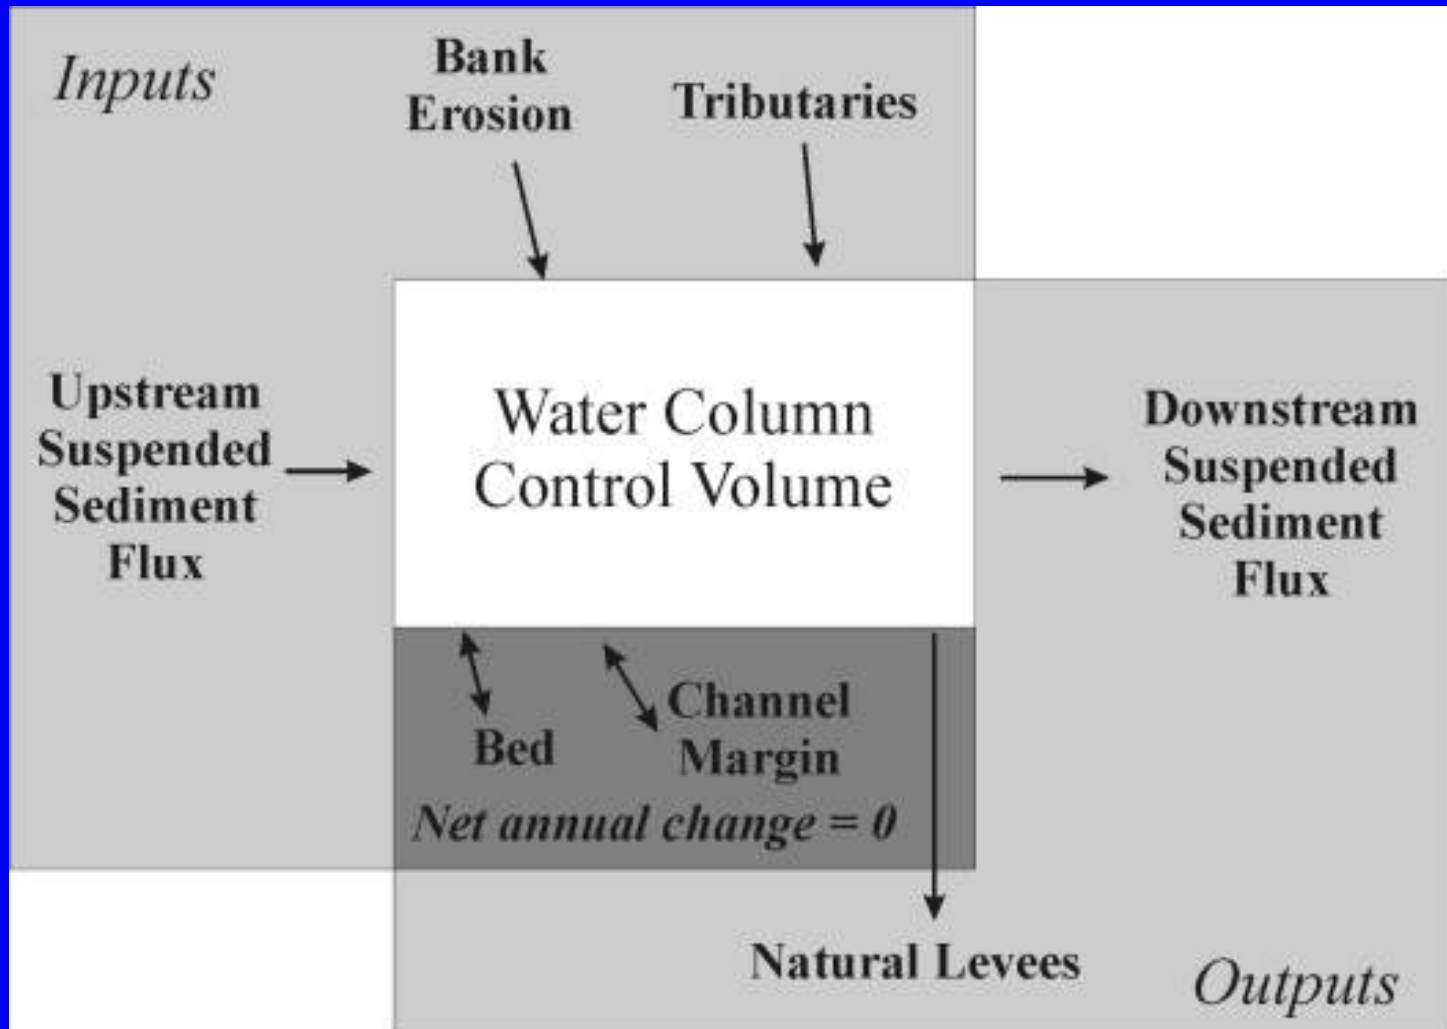 Inputs
Bank
Erosion
Tributaries
Upstream
Suspended
Sediment
Flux
Water Column
Control Volume
Downstream
Suspended
Sediment
Flux
Bed
Channel
Margin
Net annual change = 0
Natural Levees
Outputs